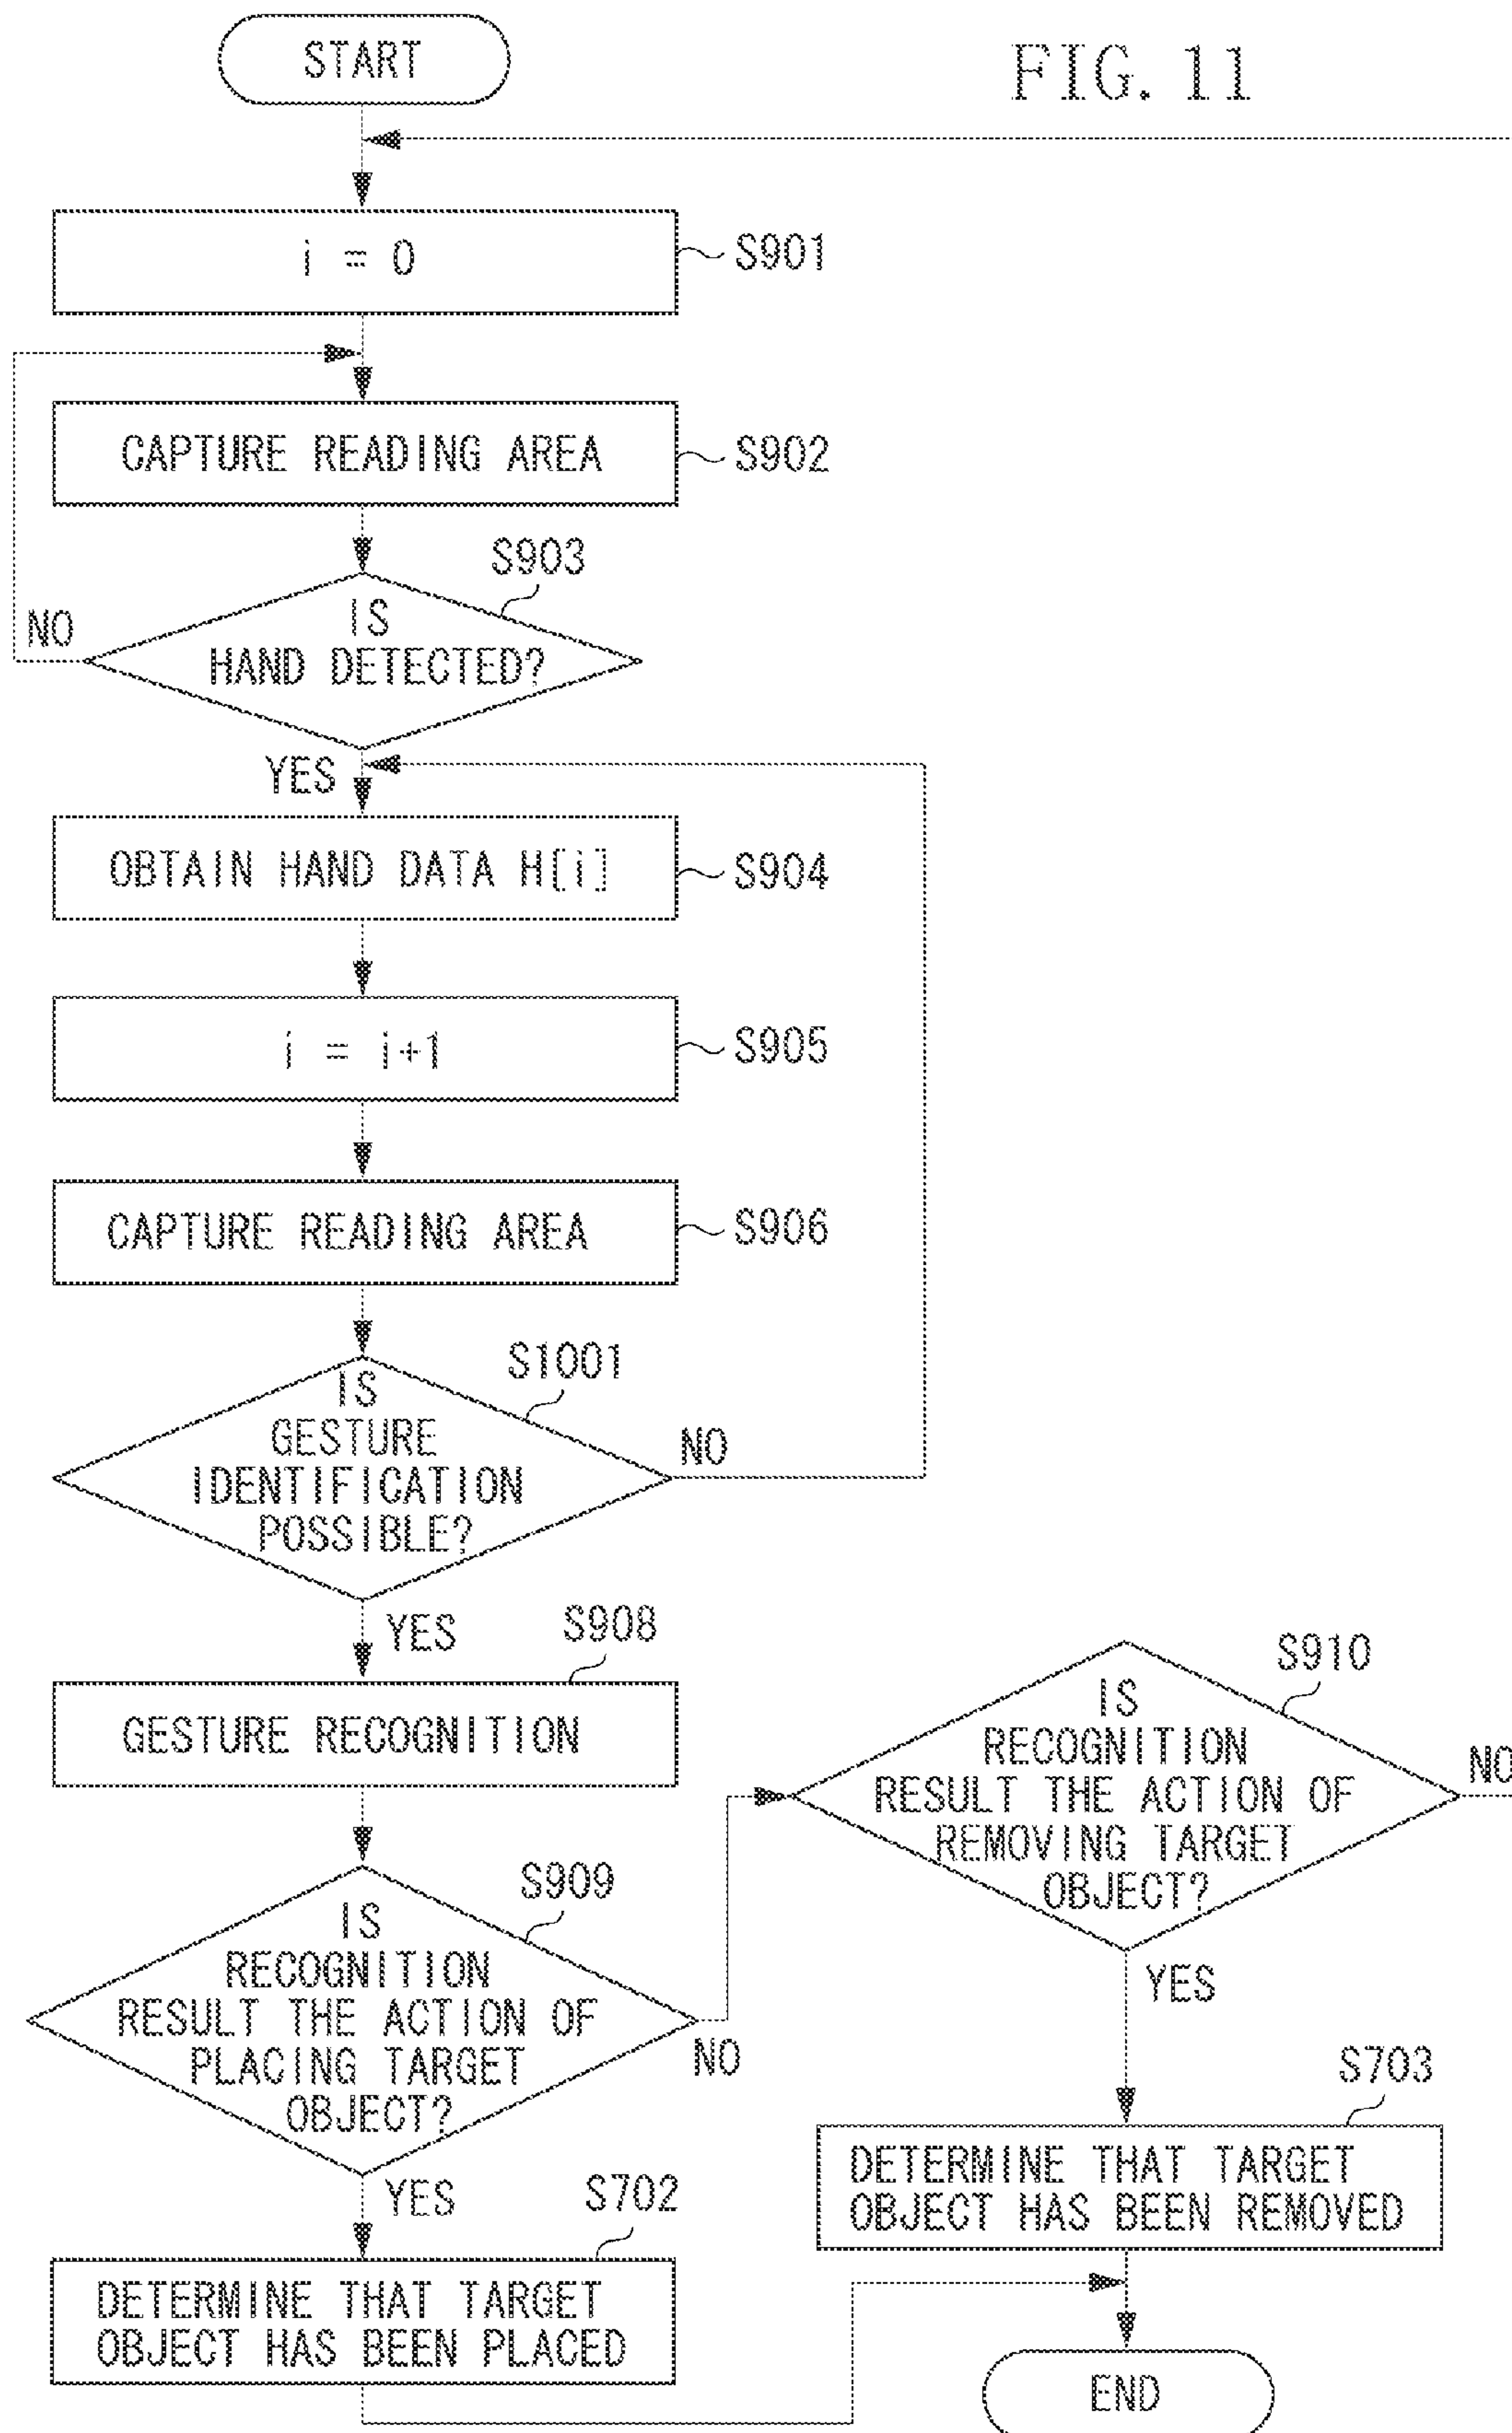 FIG. 11
START
i = 0
S901
CAPTURE READING AREA
S902
S903
IS
HAND DETECTED?
NO
YES
OBTAIN HAND DATA H[i]
S904
i = i+1
S905
CAPTURE READING AREA
S906
S1001
IS
GESTURE
IDENTIFICATION
POSSIBLE?
NO
YES
S908
GESTURE RECOGNITION
S909
IS
RECOGNITION
RESULT THE ACTION OF
PLACING TARGET
OBJECT?
NO
YES
S702
DETERMINE THAT TARGET
OBJECT HAS BEEN PLACED
S910
IS
RECOGNITION
RESULT THE ACTION OF
REMOVING TARGET
OBJECT?
NO
YES
S703
DETERMINE THAT TARGET
OBJECT HAS BEEN REMOVED
END